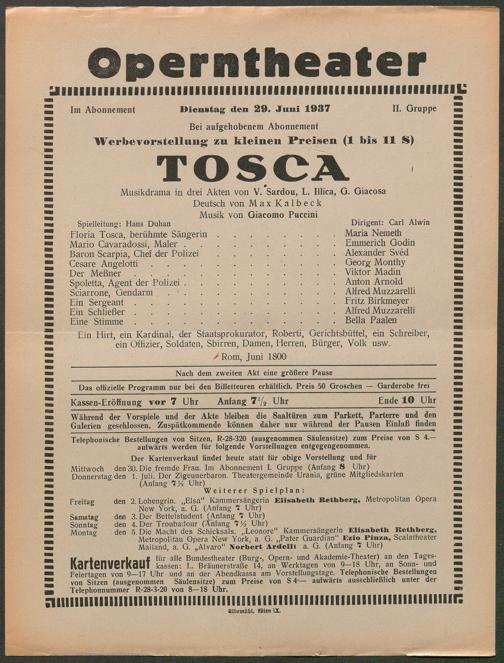 Operntheater
Im Abonnement Dienstag den 29. Juni 1937 II. Gruppe
Bei aufgehobenem Abonnement
Werbevorstellung zu kleinen Preisen (1 bis 11 S)
TOSCA
Musikdrama in drei Akten von V. Sardou, L. Illica, G. Giacosa
Deutsch von Max Kalbeck
Musik von Giacomo Puccini
Spielleitung: Hans Duhan Dirigent: Carl Alwin
Floria Tosca, berühmte Sängerin . . . . . . . Maria Nemeth
Mario Cavaradossi, Maler . . . . . . . . Emmerich Godin
Baron Scarpia, Chef der Polizei . . . . . . . Alexander Svéd
Cesare Angelotti . . . . . . . . . Georg Monthy
Der Meßner . . . . . . . . . . Viktor Madin
Spoletta, Agent der Polizei . . . . . . . . Anton Arnold
Sciarrone, Gendarm . . . . . . . . . Alfred Muzzarelli
Ein Sergeant . . . . . . . . . . Fritz Birkmeyer
Ein Schließer . . . . . . . . . . Alfred Muzzarelli
Eine Stimme . . . . . . . . . . Bella Paalen
Ein Hirt, ein Kardinal, der Staatsprokurator, Roberti, Gerichtsbüttel, ein Schreiber,
ein Offizier, Soldaten, Sbirren, Damen, Herren, Bürger, Volk usw.
Rom, Juni 1800
Nach dem zweiten Akt eine größere Pause
Das offizielle Programm nur bei den Billetteuren erhältlich. Preis 50 Groschen — Garderobe frei
Kassen-Eröffnung vor 7 Uhr Anfang 7½ Uhr Ende 10 Uhr
Während der Vorspiele und der Akte bleiben die Saaltüren zum Parkett, Parterre und den
Galerien geschlossen. Zuspätkommende können daher nur während der Pausen Einlaß finden
Telephonische Bestellungen von Sitzen, R-28-320 (ausgenommen Säulensitze) zum Preise von S 4.—
aufwärts werden für folgende Vorstellungen entgegengenommen.
Der Kartenverkauf findet heute statt für obige Vorstellung und für
Mittwoch den 30. Die fremde Frau. Im Abonnement I. Gruppe (Anfang 8 Uhr)
Donnerstag den 1. Juli. Der Zigeunerbaron. Theatergemeinde Urania, grüne Mitgliedskarten
(Anfang 7½ Uhr)
Weiterer Spielplan:
Freitag den 2. Lohengrin. „Elsa“ Kammersängerin Elisabeth Rethberg, Metropolitan Opera
New York, a. G. (Anfang 7 Uhr)
Samstag den 3. Der Bettelstudent (Anfang 7 Uhr)
Sonntag den 4. Der Troubadour (Anfang 7½ Uhr)
Montag den 5. Die Macht des Schicksals. „Leonore“ Kammersängerin Elisabeth Rethberg,
Metropolitan Opera New York, a. G. „Pater Guardian“ Ezio Pinza, Scalatheater
Mailand, a. G. „Alvaro“ Norbert Ardelli a. G. (Anfang 7 Uhr)
Kartenverkauf für alle Bundestheater (Burg-, Opern- und Akademie-Theater) an den Tages-
kassen: I., Bräunerstraße 14, an Werktagen von 9—18 Uhr, an Sonn- und
Feiertagen von 9—17 Uhr und an der Abendkassa am Vorstellungstage. Telephonische Bestellungen
von Sitzen (ausgenommen Säulensitze) zum Preise von S 4— aufwärts ausschließlich unter der
Telephonnummer R-28-3-20 von 8—18 Uhr.
Wien IX.